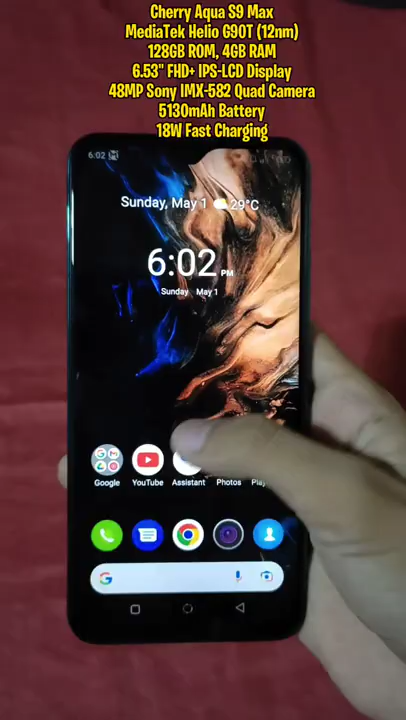 Cherry Aqua S9 Max
MediaTek Helio G90T (12nm)
128GB ROM, 4GB RAM
6.53" FHD+ IPS-LCD Display
48MP Sony IMX-582 Quad Camera
5130mAh Battery
18W Fast Charging
6:02
Sunday, May 1 29°C
6:02 PM
Sunday May 1
Google YouTube Assistant Photos